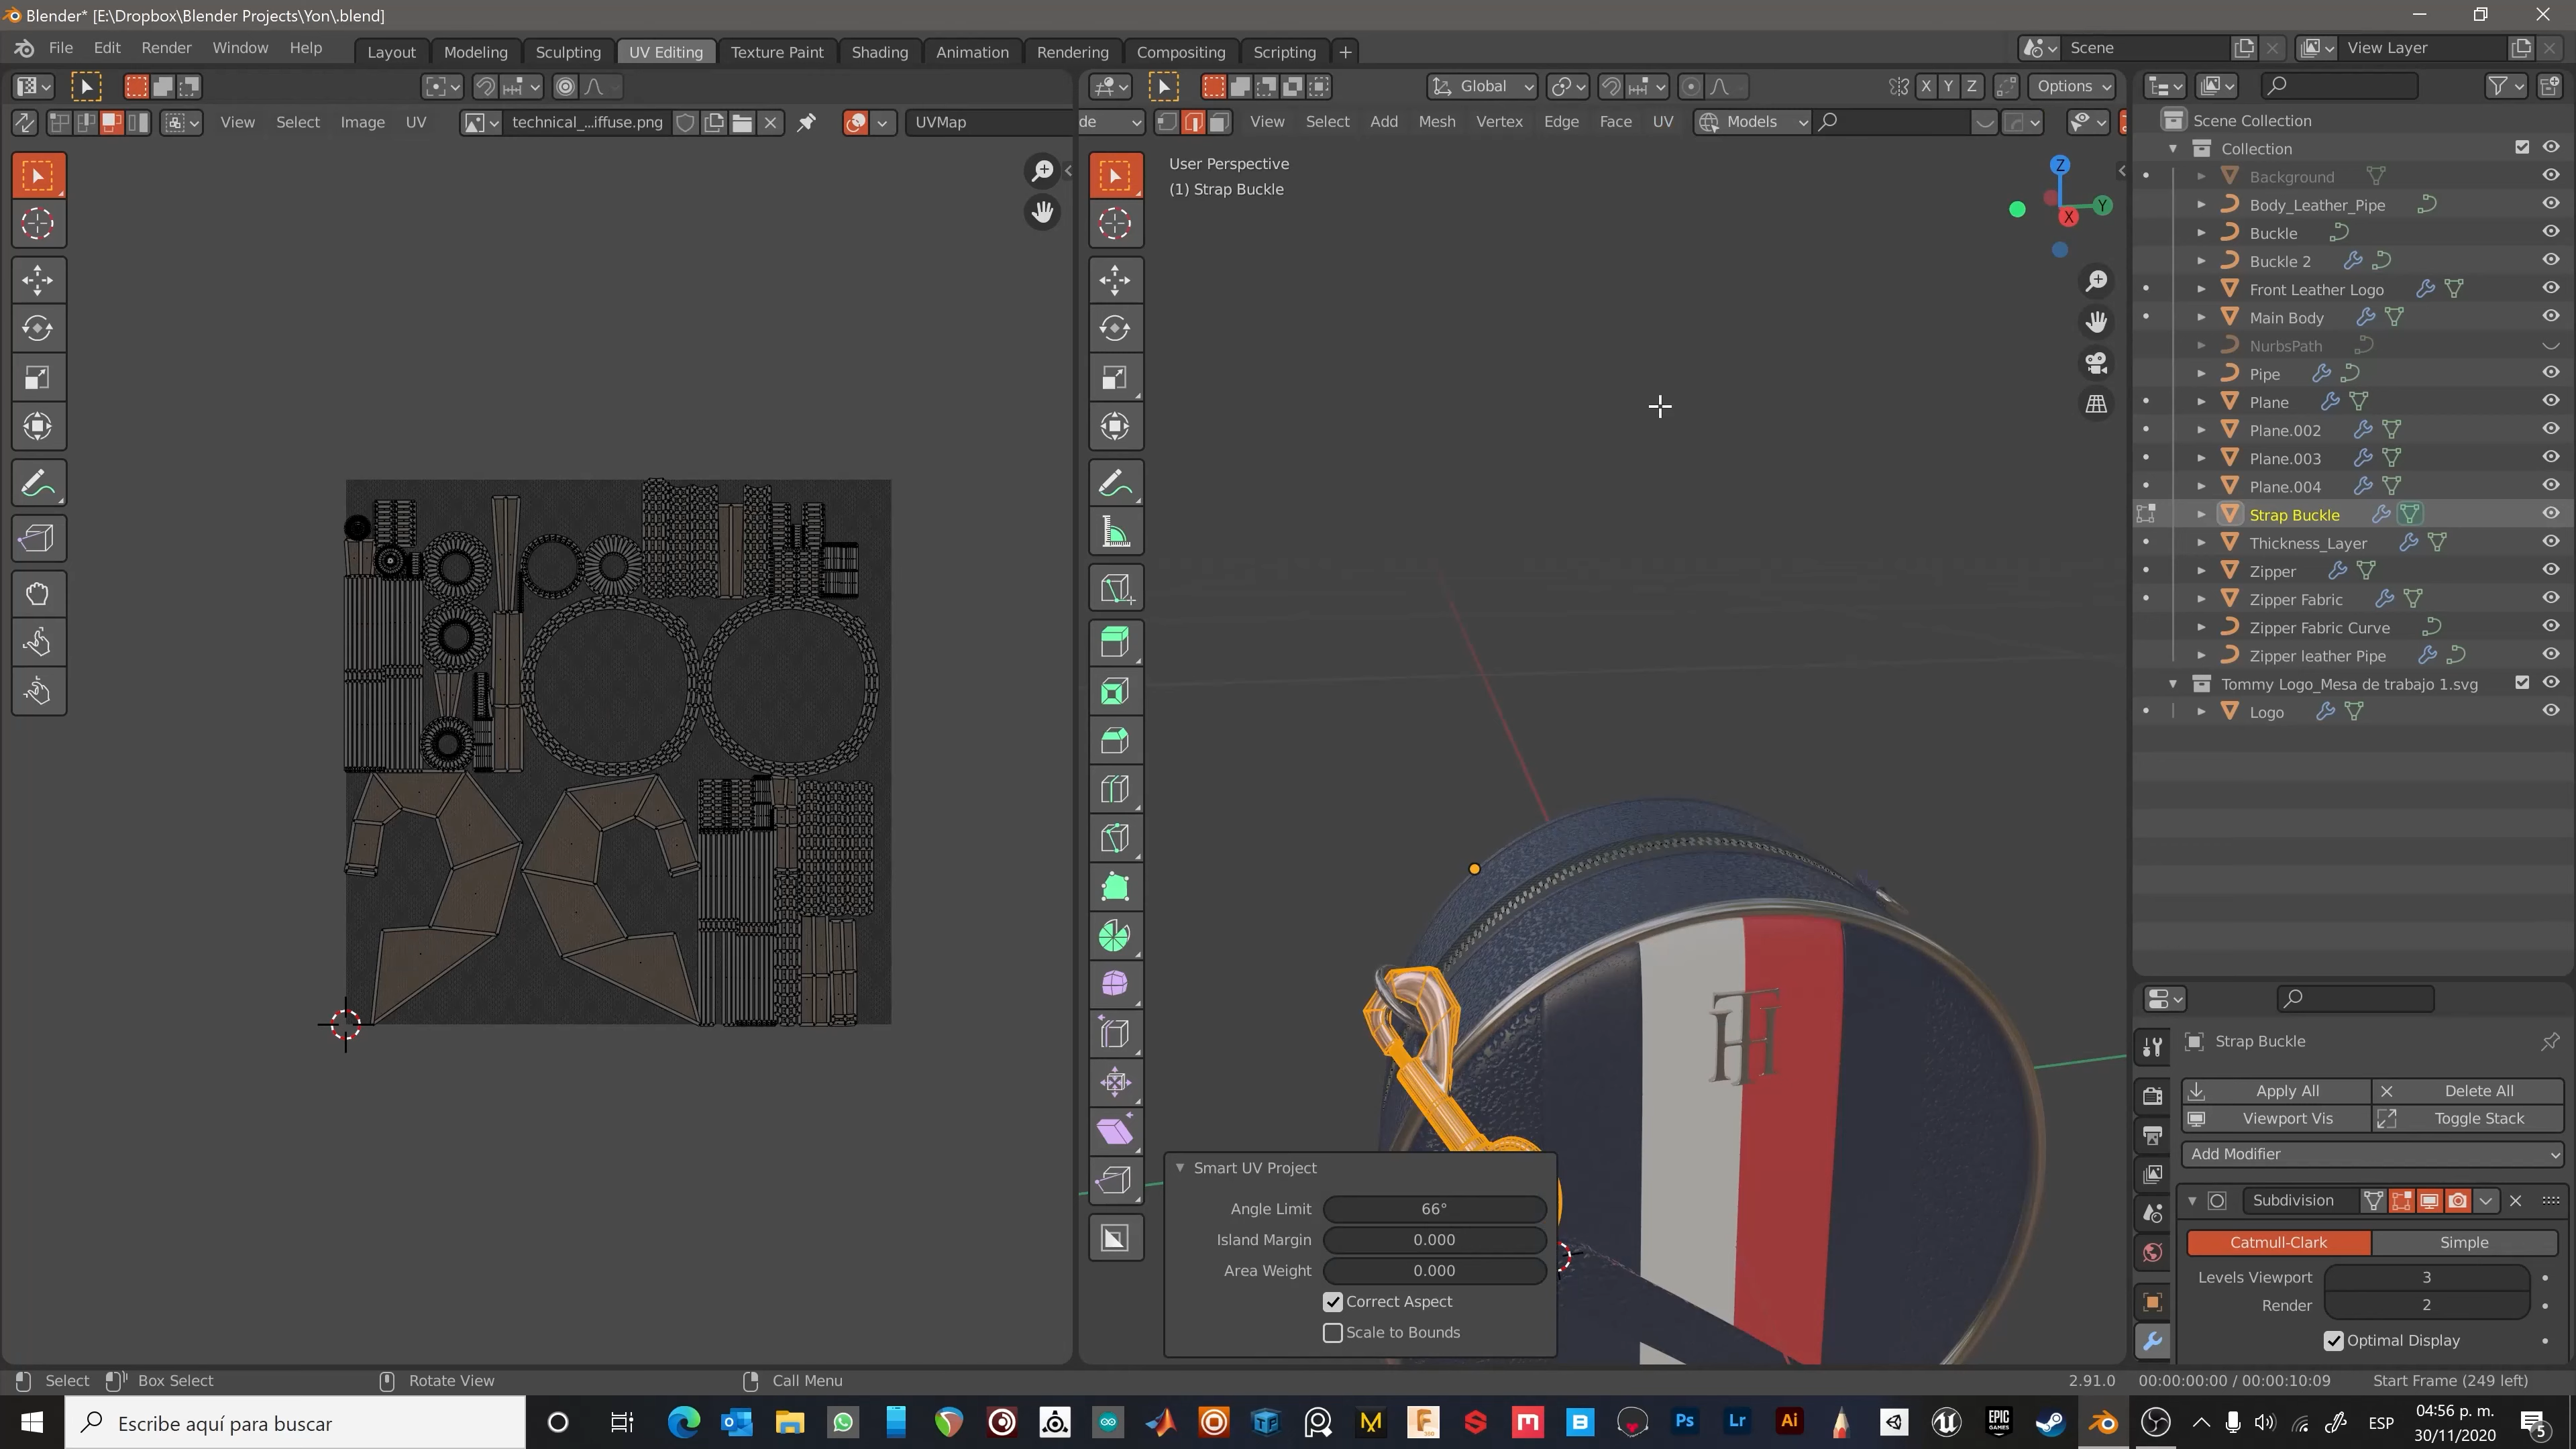 Blender* [E:\Dropbox\Blender Projects\Yon\.blend]
File Edit Render Window Help Layout Modeling Sculpting UV Editing Texture Paint Shading Animation Rendering Compositing Scripting + Scene View Layer
Global X Y Z Options
View Select Image UV technical_...iffuse.png UVMap
de View Select Add Mesh Vertex Edge Face UV Models
User Perspective
(1) Strap Buckle
Z
Y
X
Scene Collection
Collection
Background
Body_Leather_Pipe
Buckle
Buckle 2
Front Leather Logo
Main Body
NurbsPath
Pipe
Plane
Plane.002
Plane.003
Plane.004
Strap Buckle
Thickness_Layer
Zipper
Zipper Fabric
Zipper Fabric Curve
Zipper leather Pipe
Tommy Logo_Mesa de trabajo 1.svg
Logo
Smart UV Project
Angle Limit 66°
Island Margin 0.000
Area Weight 0.000
Correct Aspect
Scale to Bounds
Strap Buckle
Apply All Delete All
Viewport Vis Toggle Stack
Add Modifier
Subdivision
Catmull-Clark Simple
Levels Viewport 3
Render 2
Optimal Display
Select Box Select Rotate View Call Menu 2.91.0 00:00:00:00 / 00:00:10:09 Start Frame (249 left)
Escribe aquí para buscar
Ps Lr Ai
EPIC GAMES
ESP
04:56 p. m.
30/11/2020
5